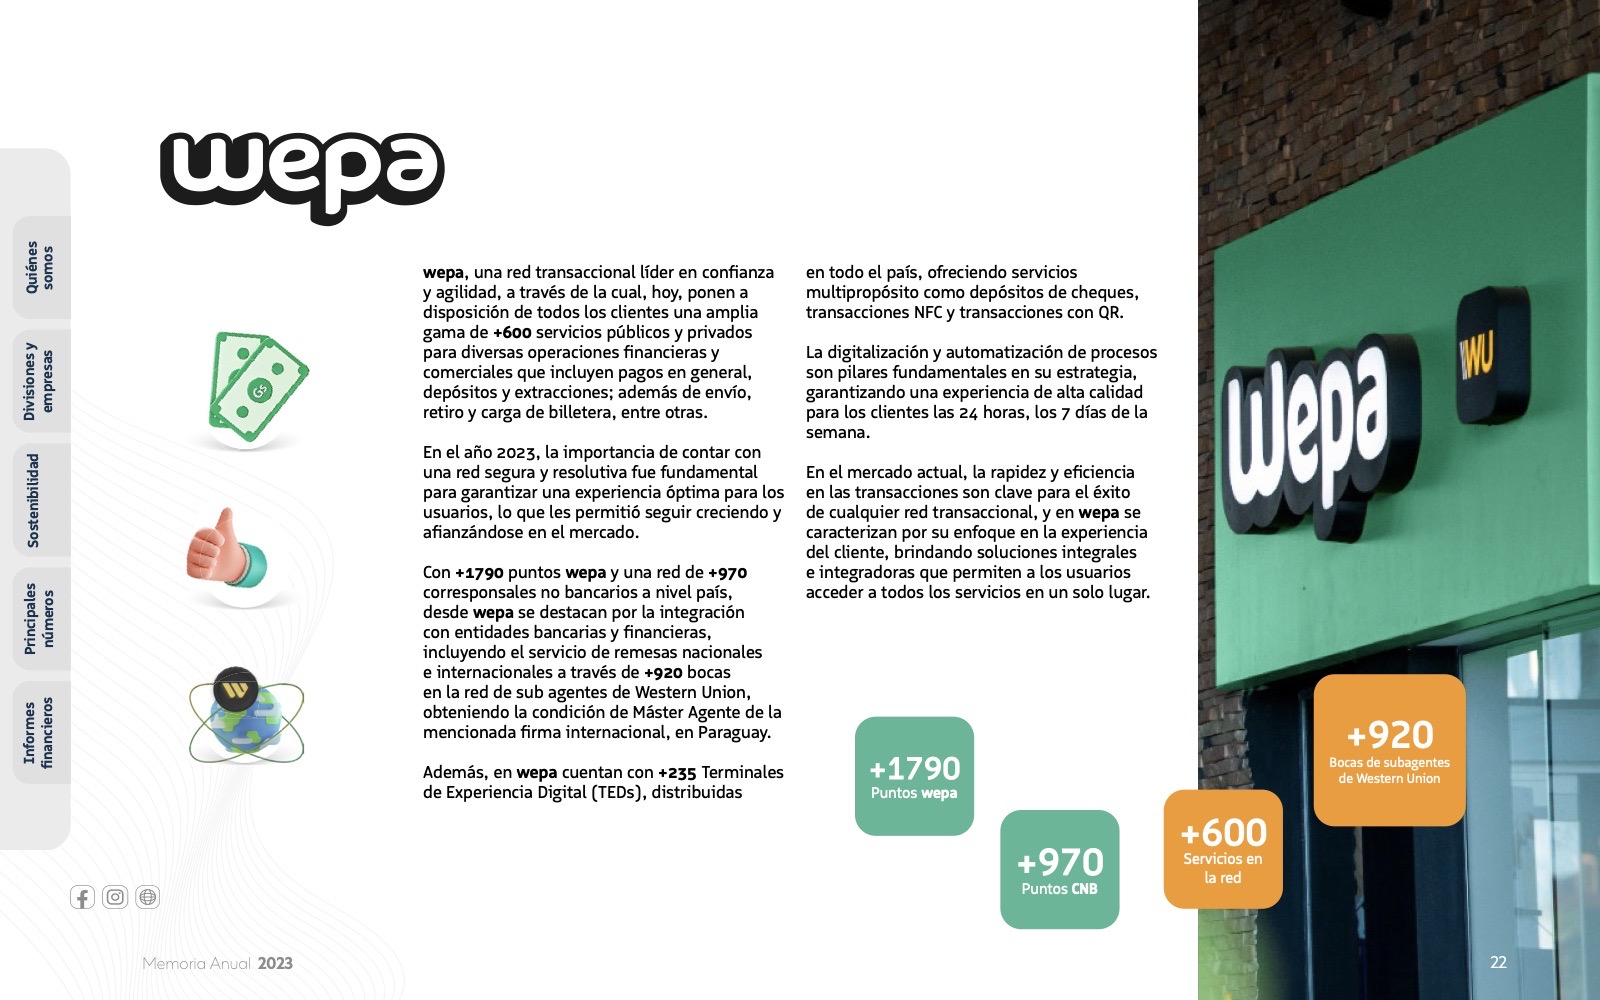 wepa
Quiénes
somos
Divisiones y
empresas
Sostenibilidad
Principales
números
Informes
financieros
Gs
wepa, una red transaccional líder en confianza
y agilidad, a través de la cual, hoy, ponen a
disposición de todos los clientes una amplia
gama de +600 servicios públicos y privados
para diversas operaciones financieras y
comerciales que incluyen pagos en general,
depósitos y extracciones; además de envío,
retiro y carga de billetera, entre otras.
En el año 2023, la importancia de contar con
una red segura y resolutiva fue fundamental
para garantizar una experiencia óptima para los
usuarios, lo que les permitió seguir creciendo y
afianzándose en el mercado.
Con +1790 puntos wepa y una red de +970
corresponsales no bancarios a nivel país,
desde wepa se destacan por la integración
con entidades bancarias y financieras,
incluyendo el servicio de remesas nacionales
e internacionales a través de +920 bocas
en la red de sub agentes de Western Union,
obteniendo la condición de Máster Agente de la
mencionada firma internacional, en Paraguay.
Además, en wepa cuentan con +235 Terminales
de Experiencia Digital (TEDs), distribuidas
en todo el país, ofreciendo servicios
multipropósito como depósitos de cheques,
transacciones NFC y transacciones con QR.
La digitalización y automatización de procesos
son pilares fundamentales en su estrategia,
garantizando una experiencia de alta calidad
para los clientes las 24 horas, los 7 días de la
semana.
En el mercado actual, la rapidez y eficiencia
en las transacciones son clave para el éxito
de cualquier red transaccional, y en wepa se
caracterizan por su enfoque en la experiencia
del cliente, brindando soluciones integrales
e integradoras que permiten a los usuarios
acceder a todos los servicios en un solo lugar.
wepa
WU
+1790
Puntos wepa
+970
Puntos CNB
+600
Servicios en
la red
+920
Bocas de subagentes
de Western Union
Memoria Anual 2023
22